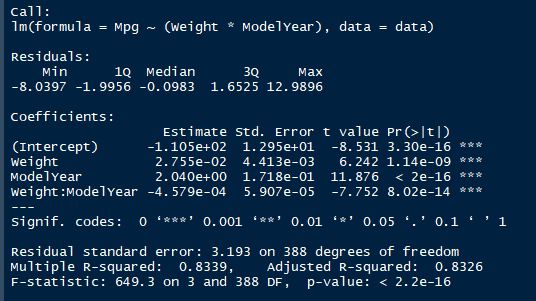 Call:
lm(formula = Mpg ~ (Weight * ModelYear), data = data)
Residuals:
Min 1Q Median 3Q Max
-8.0397 -1.9956 -0.0983 1.6525 12.9896
Coefficients:
Estimate Std. Error t value Pr(>|t|)
(Intercept) -1.105e+02 1.295e+01 -8.531 3.30e-16 ***
Weight 2.755e-02 4.413e-03 6.242 1.14e-09 ***
ModelYear 2.040e+00 1.718e-01 11.876 < 2e-16 ***
Weight:ModelYear -4.579e-04 5.907e-05 -7.752 8.02e-14 ***
---
Signif. codes: 0 ‘***’ 0.001 ‘**’ 0.01 ‘*’ 0.05 ‘.’ 0.1 ‘ ’ 1
Residual standard error: 3.193 on 388 degrees of freedom
Multiple R-squared: 0.8339, Adjusted R-squared: 0.8326
F-statistic: 649.3 on 3 and 388 DF, p-value: < 2.2e-16